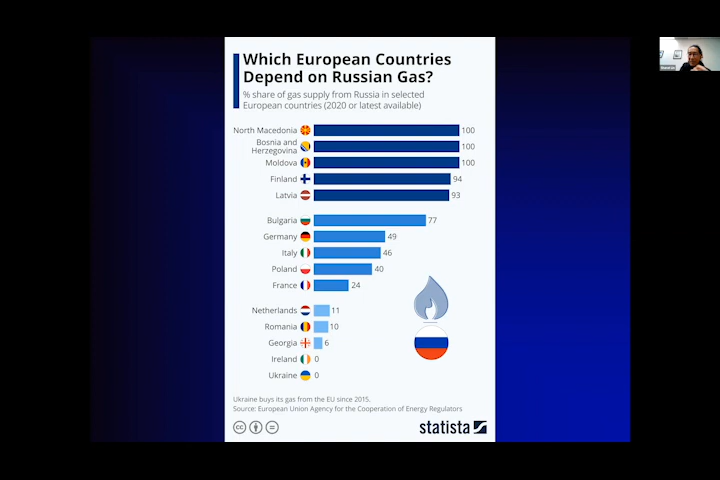 Which European Countries
Depend on Russian Gas?
% share of gas supply from Russia in selected
European countries (2020 or latest available)
North Macedonia 100
Bosnia and
Herzegovina 100
Moldova 100
Finland 94
Latvia 93
Bulgaria 77
Germany 49
Italy 46
Poland 40
France 24
Netherlands 11
Romania 10
Georgia 6
Ireland 0
Ukraine 0
Ukraine buys its gas from the EU since 2015.
Source: European Union Agency for the Cooperation of Energy Regulators
cc
statista